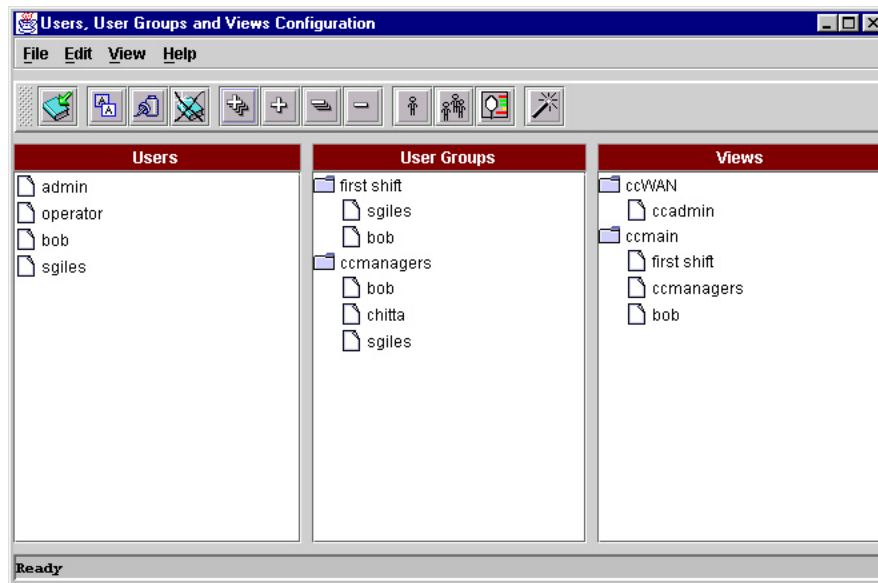 Users, User Groups and Views Configuration
File Edit View Help
Users
admin
operator
bob
sgiles
User Groups
first shift
sgiles
bob
ccmanagers
bob
chitta
sgiles
Views
ccWAN
ccadmin
ccmain
first shift
ccmanagers
bob
Ready